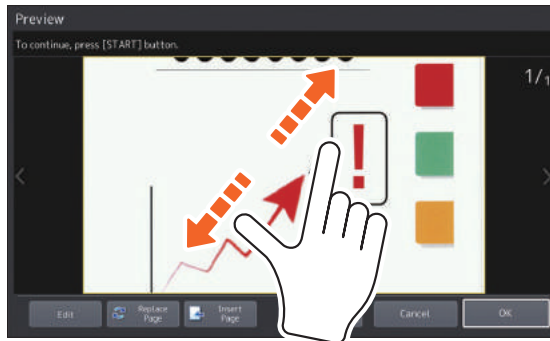 Preview
To continue, press [START] button.
1/1
!
Edit
Replace
Page
Insert
Page
Cancel
OK